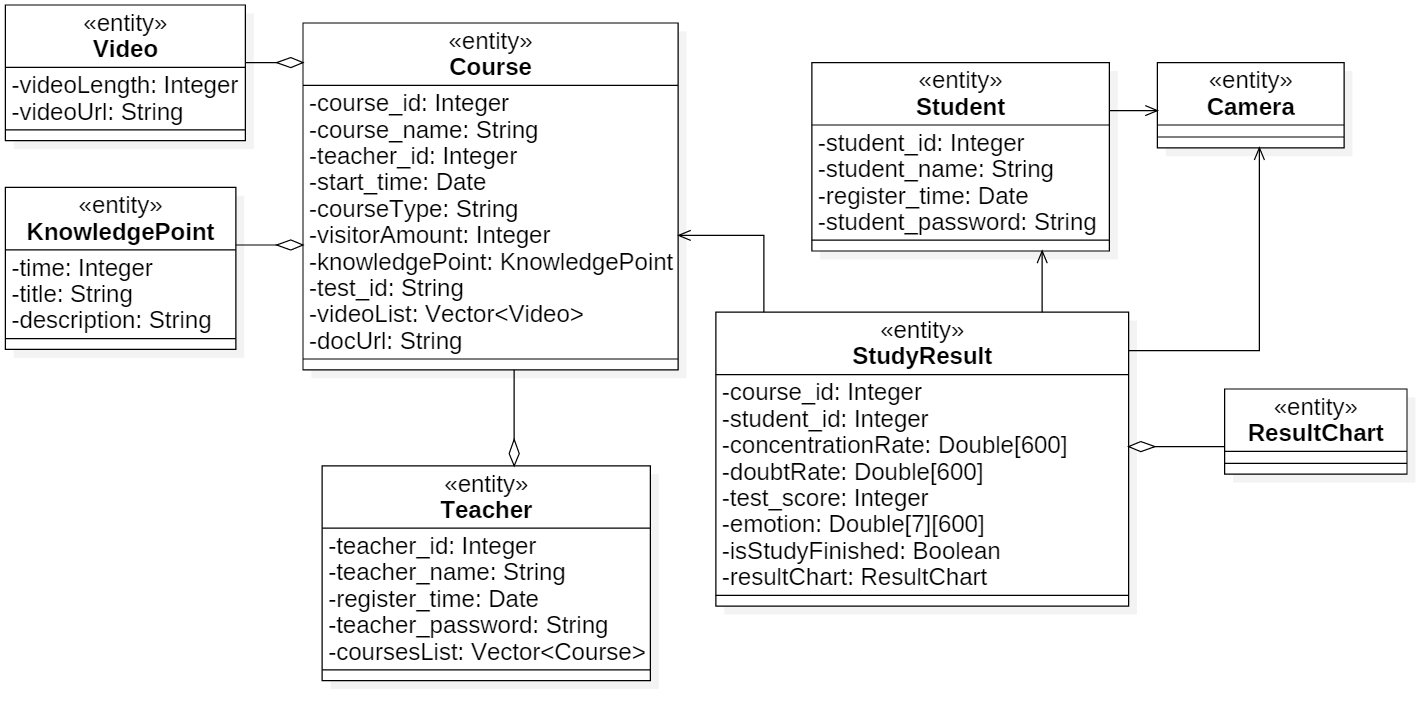 «entity»
Video
-videoLength: Integer
-videoUrl: String
«entity»
KnowledgePoint
-time: Integer
-title: String
-description: String
«entity»
Course
-course_id: Integer
-course_name: String
-teacher_id: Integer
-start_time: Date
-courseType: String
-visitorAmount: Integer
-knowledgePoint: KnowledgePoint
-test_id: String
-videoList: Vector<Video>
-docUrl: String
«entity»
Teacher
-teacher_id: Integer
-teacher_name: String
-register_time: Date
-teacher_password: String
-coursesList: Vector<Course>
«entity»
Student
-student_id: Integer
-student_name: String
-register_time: Date
-student_password: String
«entity»
Camera
«entity»
StudyResult
-course_id: Integer
-student_id: Integer
-concentrationRate: Double[600]
-doubtRate: Double[600]
-test_score: Integer
-emotion: Double[7][600]
-isStudyFinished: Boolean
-resultChart: ResultChart
«entity»
ResultChart